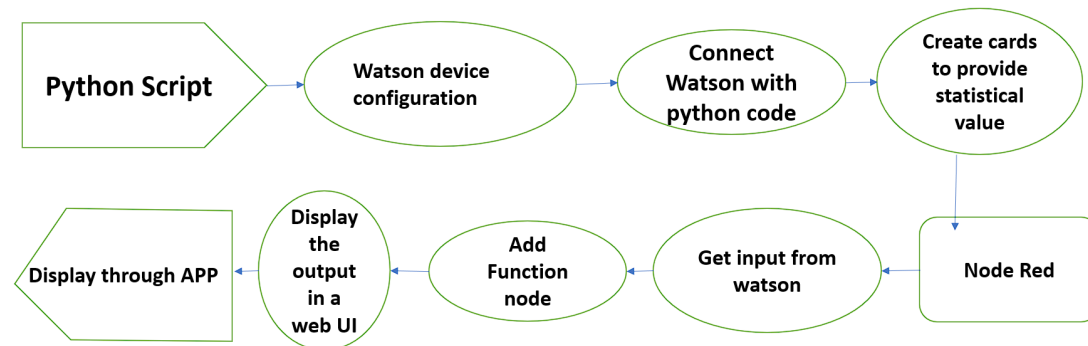 Python Script
Watson device
configuration
Connect
Watson with
python code
Create cards
to provide
statistical
value
Node Red
Get input from
watson
Add
Function
node
Display
the
output
in a
web UI
Display through APP